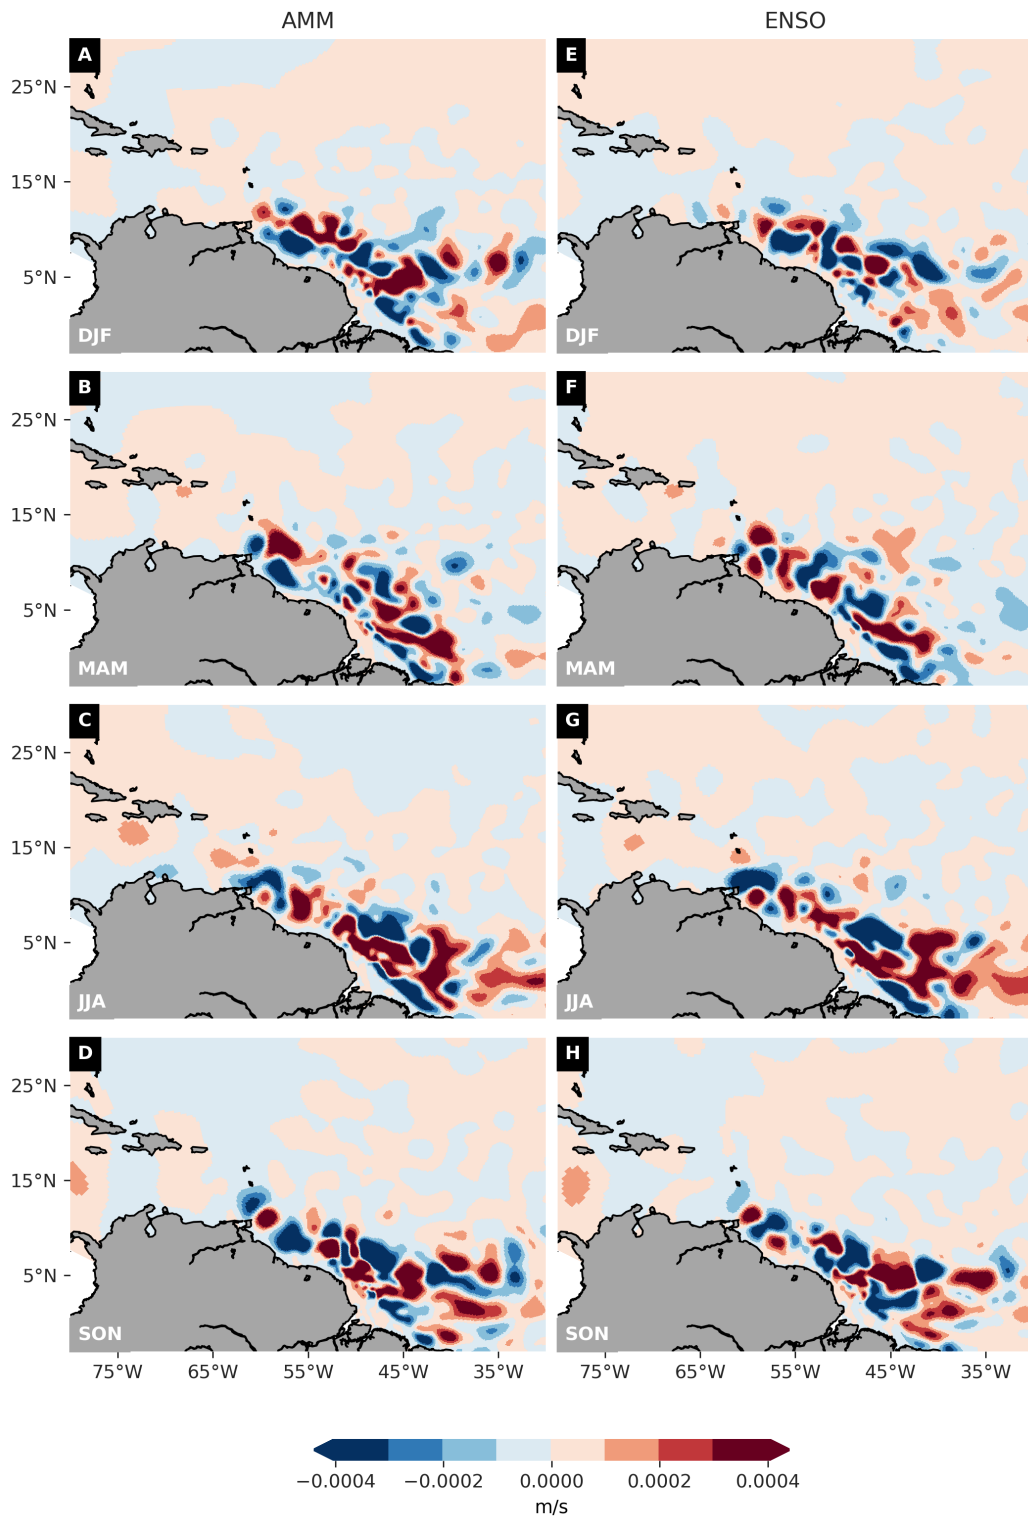 AMM ENSO
A E
25°N
15°N
5°N
DJF DJF
B F
25°N
15°N
5°N
MAM MAM
C G
25°N
15°N
5°N
JJA JJA
D H
25°N
15°N
5°N
SON SON
75°W 65°W 55°W 45°W 35°W 75°W 65°W 55°W 45°W 35°W
−0.0004 −0.0002 0.0000 0.0002 0.0004
m/s